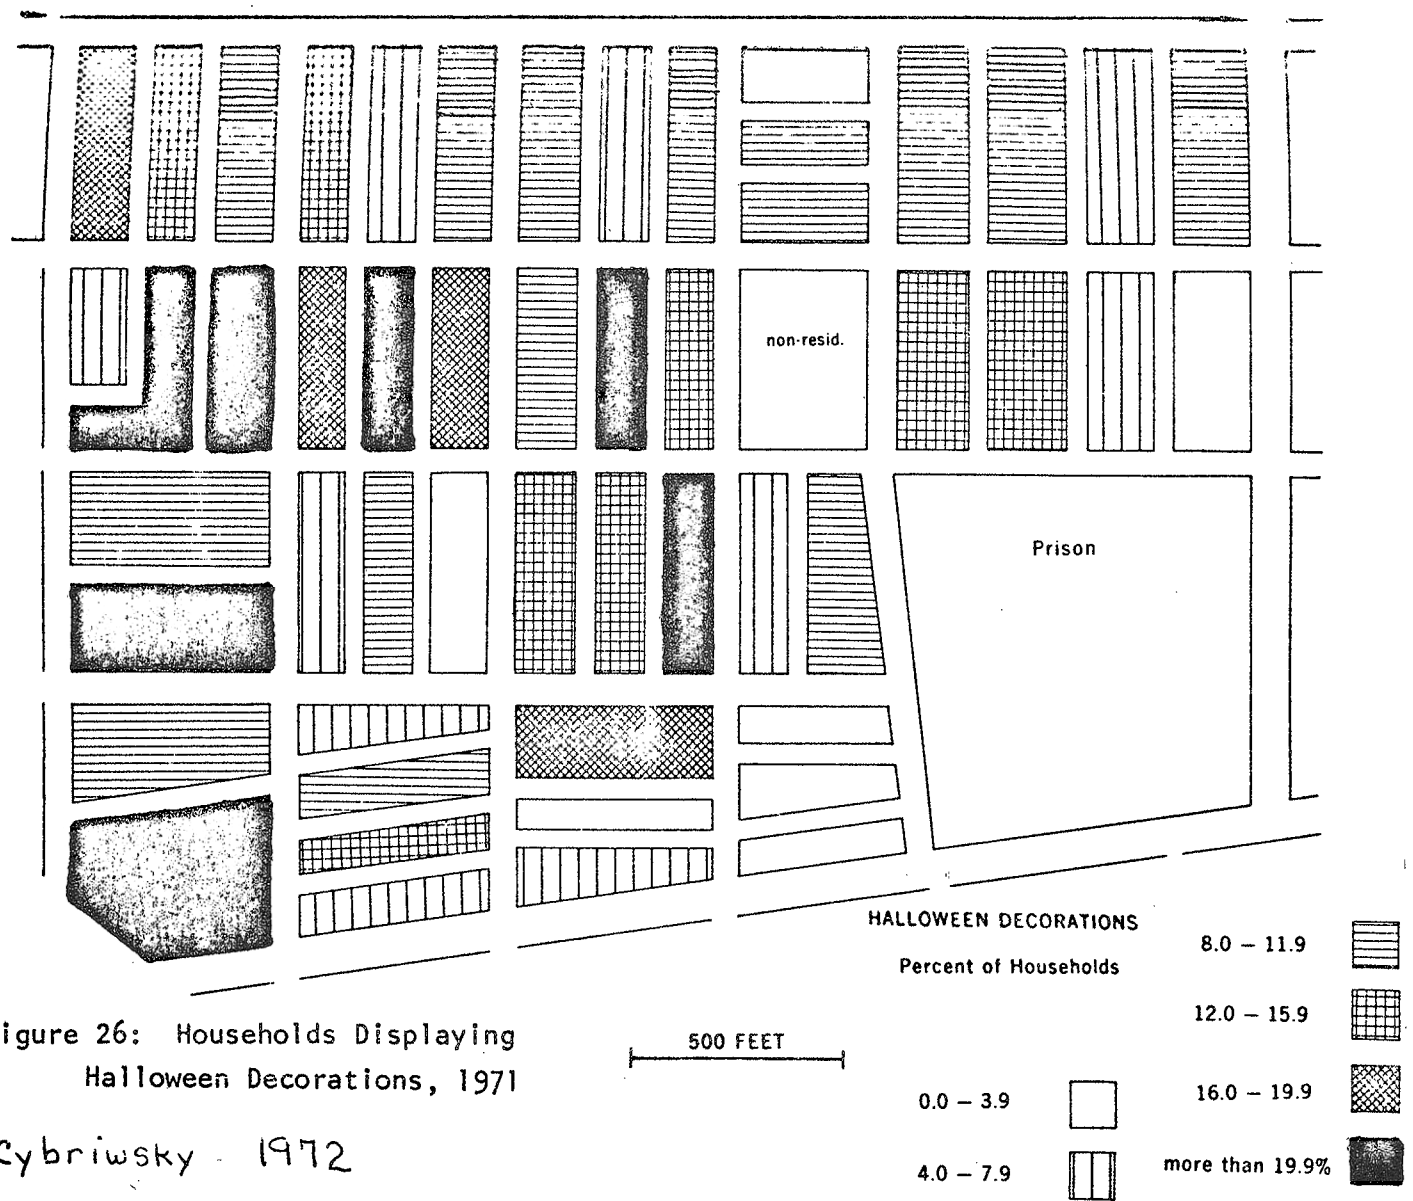 non-resid.
Prison
HALLOWEEN DECORATIONS
Percent of Households
8.0 – 11.9
12.0 – 15.9
0.0 – 3.9
16.0 – 19.9
4.0 – 7.9
more than 19.9%
500 FEET
igure 26: Households Displaying
Halloween Decorations, 1971
Cybriwsky 1972